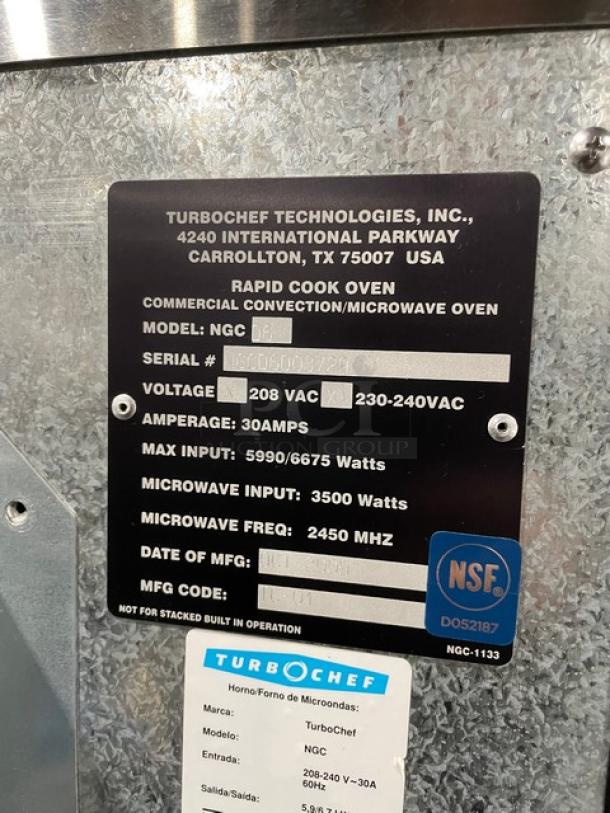 TURBOCHEF TECHNOLOGIES, INC.,
4240 INTERNATIONAL PARKWAY
CARROLLTON, TX 75007 USA
RAPID COOK OVEN
COMMERCIAL CONVECTION/MICROWAVE OVEN
MODEL: NGC
SERIAL #
VOLTAGE 208 VAC 230-240VAC
AMPERAGE: 30AMPS
MAX INPUT: 5990/6675 Watts
MICROWAVE INPUT: 3500 Watts
MICROWAVE FREQ: 2450 MHZ
DATE OF MFG:
MFG CODE:
NOT FOR STACKED BUILT IN OPERATION
NSF®
D052187
NGC-1133
PCI
AUCTION GROUP
TURBOCHEF
Horno/Forno de Microondas:
Marca: TurboChef
Modelo: NGC
Entrada: 208-240 V~30A
60Hz
Salida/Saída: